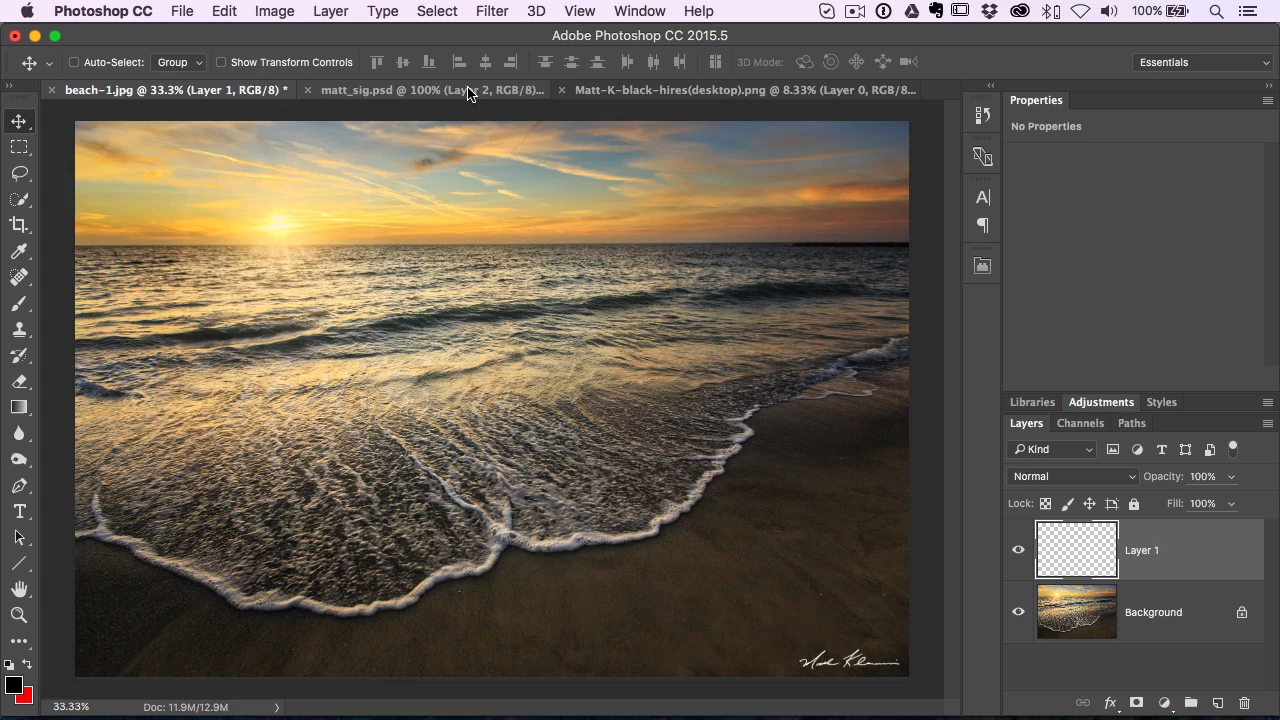 Photoshop CC File Edit Image Layer Type Select Filter 3D View Window Help 100%
Adobe Photoshop CC 2015.5
Auto-Select: Group Show Transform Controls 3D Mode: Essentials
beach-1.jpg @ 33.3% (Layer 1, RGB/8) * matt_sig.psd @ 100% (Layer 2, RGB/8)... Matt-K-black-hires(desktop).png @ 8.33% (Layer 0, RGB/8...
Properties
No Properties
Libraries Adjustments Styles
Layers Channels Paths
Kind
Normal Opacity: 100%
Lock: Fill: 100%
Layer 1
Background
33.33% Doc: 11.9M/12.9M